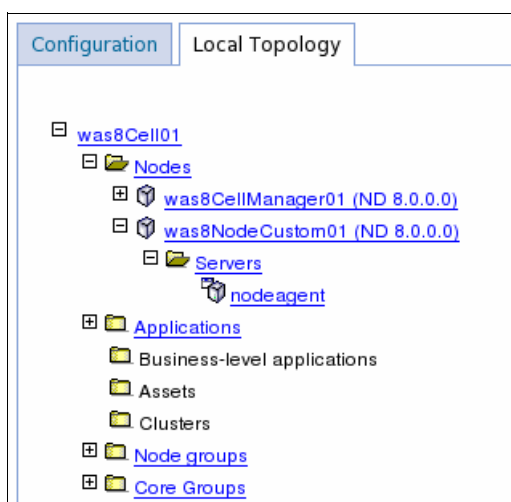 Configuration Local Topology
was8Cell01
Nodes
was8CellManager01 (ND 8.0.0.0)
was8NodeCustom01 (ND 8.0.0.0)
Servers
nodeagent
Applications
Business-level applications
Assets
Clusters
Node groups
Core Groups